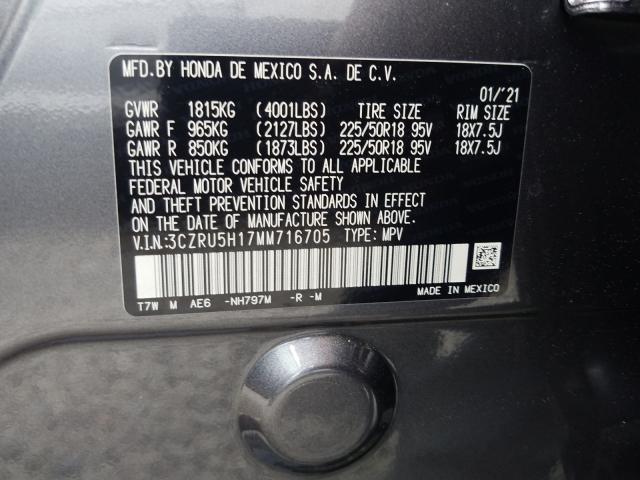 MFD.BY HONDA DE MEXICO S.A. DE C.V.
01/'21
GVWR 1815KG (4001LBS) TIRE SIZE RIM SIZE
GAWR F 965KG (2127LBS) 225/50R18 95V 18X7.5J
GAWR R 850KG (1873LBS) 225/50R18 95V 18X7.5J
THIS VEHICLE CONFORMS TO ALL APPLICABLE
FEDERAL MOTOR VEHICLE SAFETY
AND THEFT PREVENTION STANDARDS IN EFFECT
ON THE DATE OF MANUFACTURE SHOWN ABOVE.
V.I.N:3CZRU5H17MM716705 TYPE: MPV
MADE IN MEXICO
T7W M AE6 -NH797M -R -M